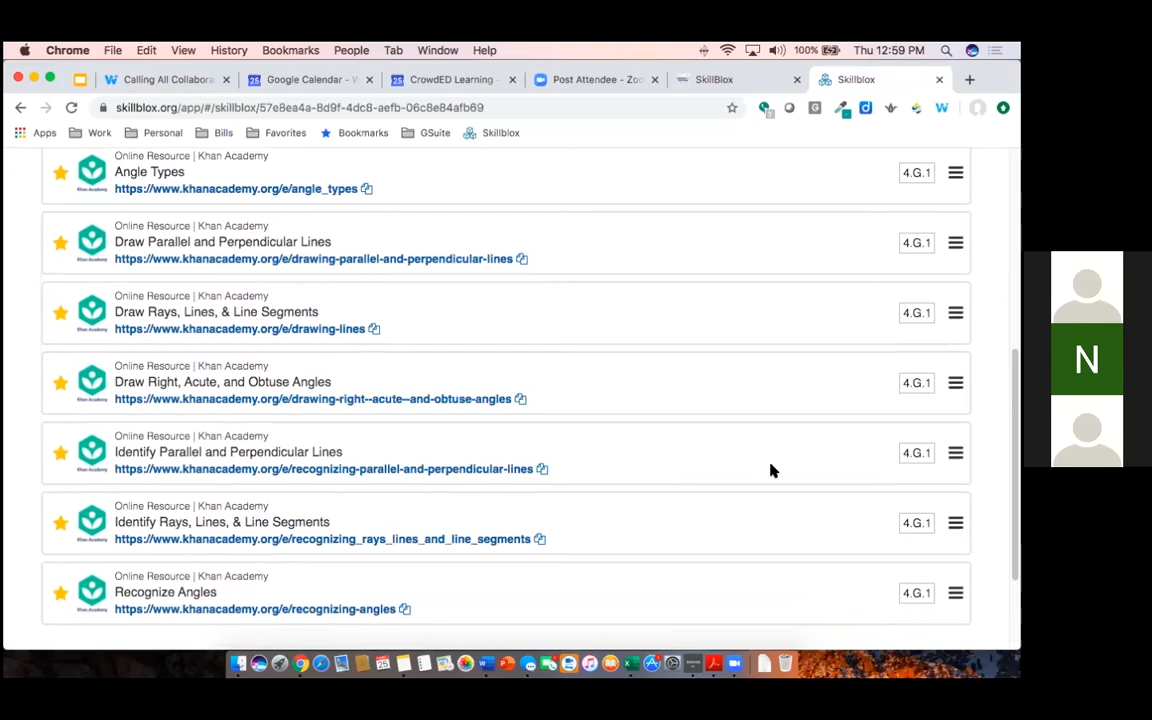 Chrome File Edit View History Bookmarks People Tab Window Help 100% Thu 12:59 PM
Calling All Collabora 25 Google Calendar - W 25 CrowdED Learning - Post Attendee - Zoo SkillBlox Skillblox
skillblox.org/app/#/skillblox/57e8ea4a-8d9f-4dc8-aefb-06c8e84afb69
Apps Work Personal Bills Favorites Bookmarks GSuite Skillblox
Online Resource | Khan Academy
Angle Types
https://www.khanacademy.org/e/angle_types
4.G.1
Online Resource | Khan Academy
Draw Parallel and Perpendicular Lines
https://www.khanacademy.org/e/drawing-parallel-and-perpendicular-lines
4.G.1
Online Resource | Khan Academy
Draw Rays, Lines, & Line Segments
https://www.khanacademy.org/e/drawing-lines
4.G.1
Online Resource | Khan Academy
Draw Right, Acute, and Obtuse Angles
https://www.khanacademy.org/e/drawing-right--acute--and-obtuse-angles
4.G.1
Online Resource | Khan Academy
Identify Parallel and Perpendicular Lines
https://www.khanacademy.org/e/recognizing-parallel-and-perpendicular-lines
4.G.1
Online Resource | Khan Academy
Identify Rays, Lines, & Line Segments
https://www.khanacademy.org/e/recognizing_rays_lines_and_line_segments
4.G.1
Online Resource | Khan Academy
Recognize Angles
https://www.khanacademy.org/e/recognizing-angles
4.G.1
N
25